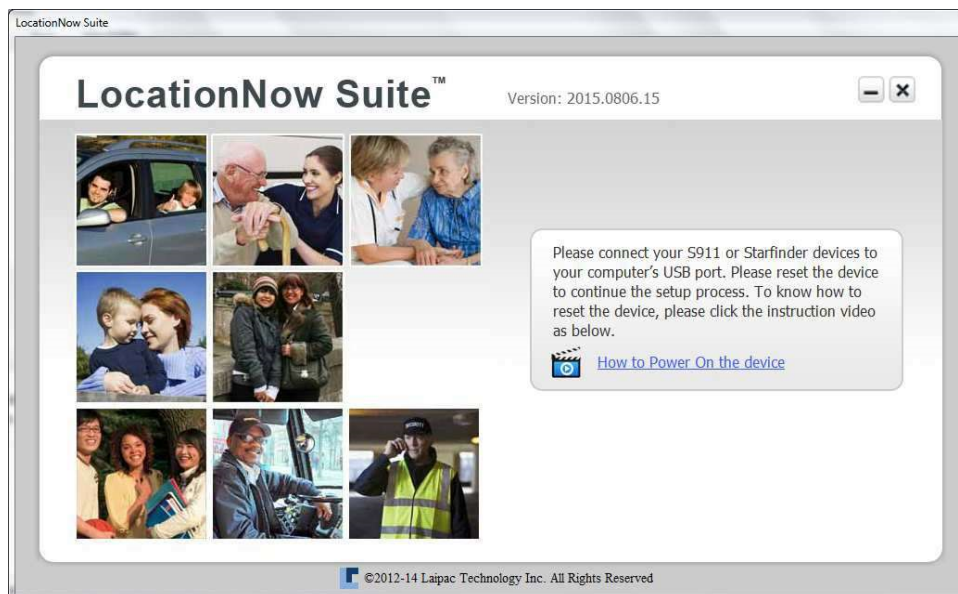 LocationNow Suite
LocationNow Suite™
Version: 2015.0806.15
Please connect your S911 or Starfinder devices to
your computer's USB port. Please reset the device
to continue the setup process. To know how to
reset the device, please click the instruction video
as below.
How to Power On the device
SECURITY
©2012-14 Laipac Technology Inc. All Rights Reserved